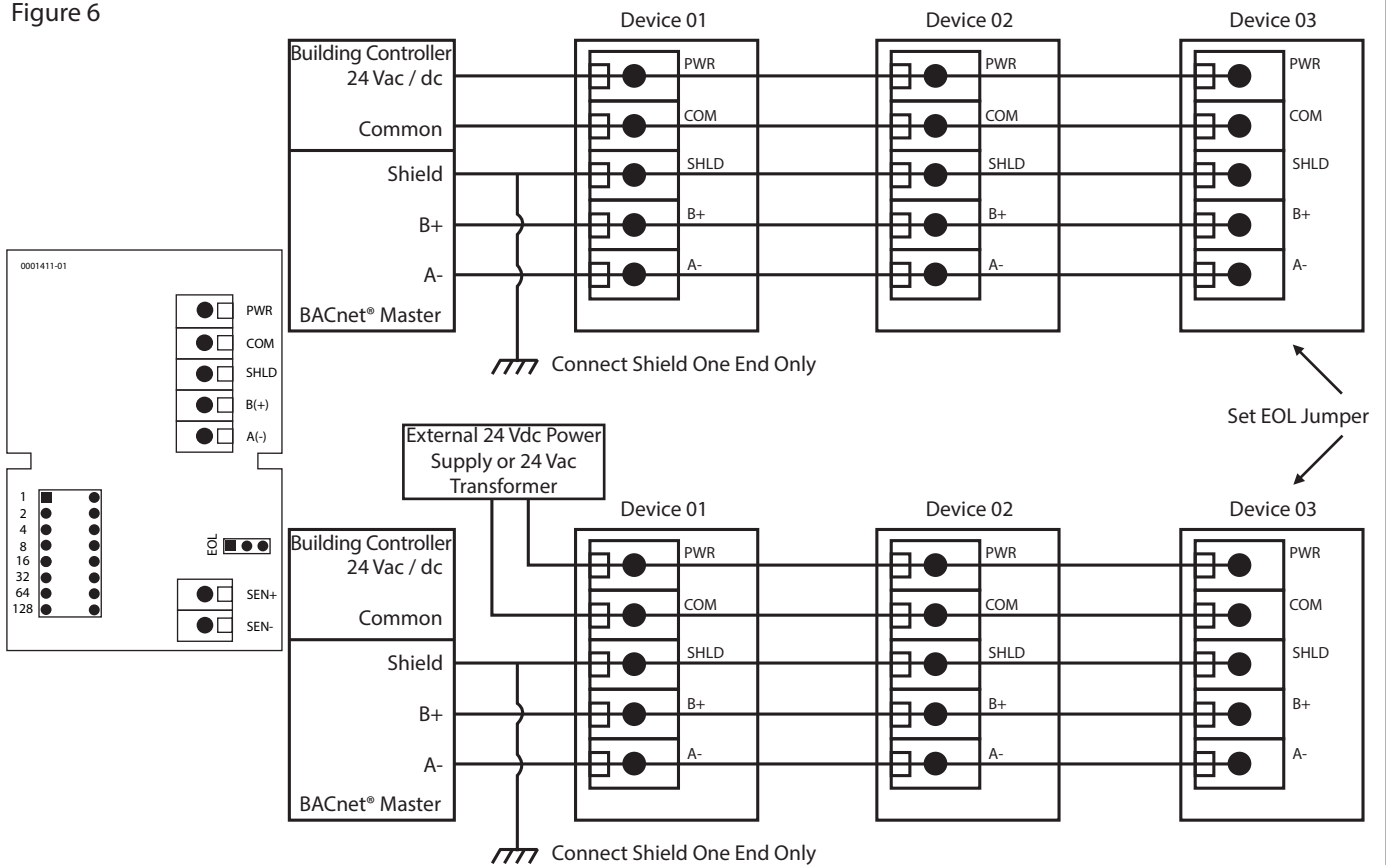 Figure 6
Device 01
Device 02
Device 03
Building Controller
24 Vac / dc
Common
Shield
B+
A-
BACnet® Master
PWR
COM
SHLD
B+
A-
PWR
COM
SHLD
B+
A-
PWR
COM
SHLD
B+
A-
Connect Shield One End Only
Set EOL Jumper
0001411-01
PWR
COM
SHLD
B(+)
A(-)
1
2
4
8
16
32
64
128
EOL
SEN+
SEN-
External 24 Vdc Power
Supply or 24 Vac
Transformer
Device 01
Device 02
Device 03
Building Controller
24 Vac / dc
Common
Shield
B+
A-
BACnet® Master
PWR
COM
SHLD
B+
A-
PWR
COM
SHLD
B+
A-
PWR
COM
SHLD
B+
A-
Connect Shield One End Only